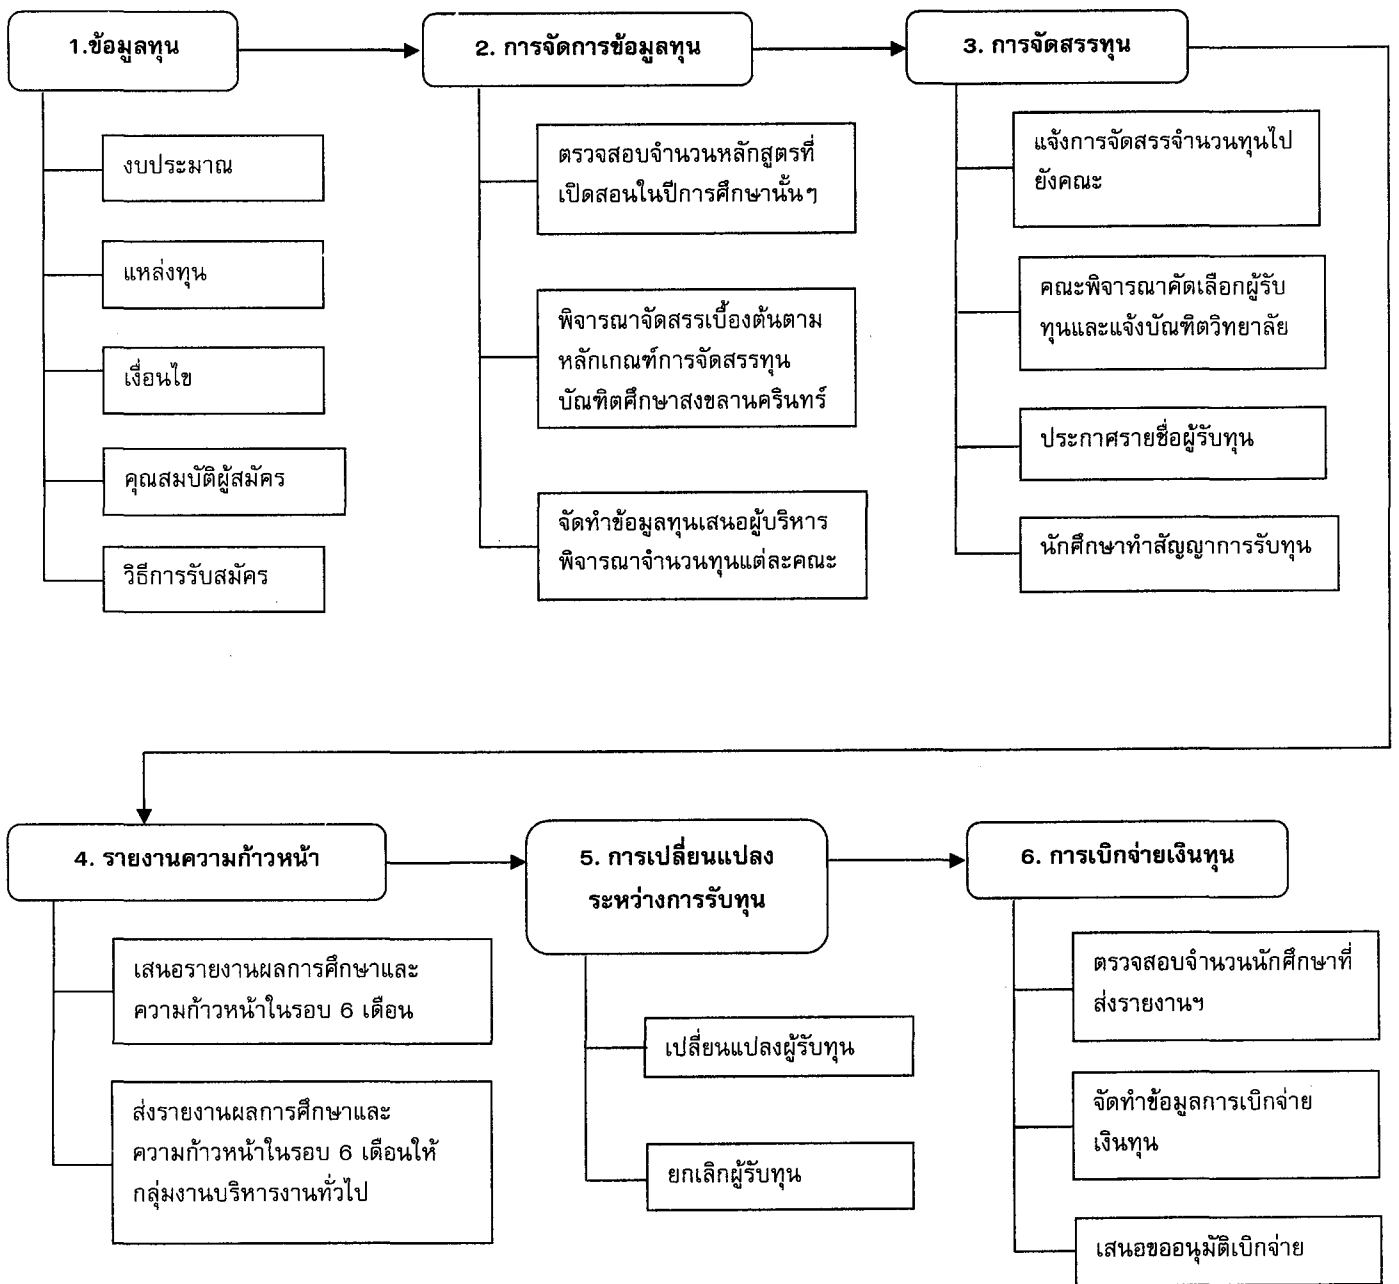 1.ข้อมูลทุน
งบประมาณ
แหล่งทุน
เงื่อนไข
คุณสมบัติผู้สมัคร
วิธีการรับสมัคร
2. การจัดการข้อมูลทุน
ตรวจสอบจำนวนหลักสูตรที่
เปิดสอนในปีการศึกษานั้นๆ
พิจารณาจัดสรรเบื้องต้นตาม
หลักเกณฑ์การจัดสรรทุน
บัณฑิตศึกษาสงขลานครินทร์
จัดทำข้อมูลทุนเสนอผู้บริหาร
พิจารณาจำนวนทุนแต่ละคณะ
3. การจัดสรรทุน
แจ้งการจัดสรรจำนวนทุนไป
ยังคณะ
คณะพิจารณาคัดเลือกผู้รับ
ทุนและแจ้งบัณฑิตวิทยาลัย
ประกาศรายชื่อผู้รับทุน
นักศึกษาทำสัญญาการรับทุน
4. รายงานความก้าวหน้า
เสนอรายงานผลการศึกษาและ
ความก้าวหน้าในรอบ 6 เดือน
ส่งรายงานผลการศึกษาและ
ความก้าวหน้าในรอบ 6 เดือนให้
กลุ่มงานบริหารงานทั่วไป
5. การเปลี่ยนแปลง
ระหว่างการรับทุน
เปลี่ยนแปลงผู้รับทุน
ยกเลิกผู้รับทุน
6. การเบิกจ่ายเงินทุน
ตรวจสอบจำนวนนักศึกษาที่
ส่งรายงานฯ
จัดทำข้อมูลการเบิกจ่าย
เงินทุน
เสนอขออนุมัติเบิกจ่าย